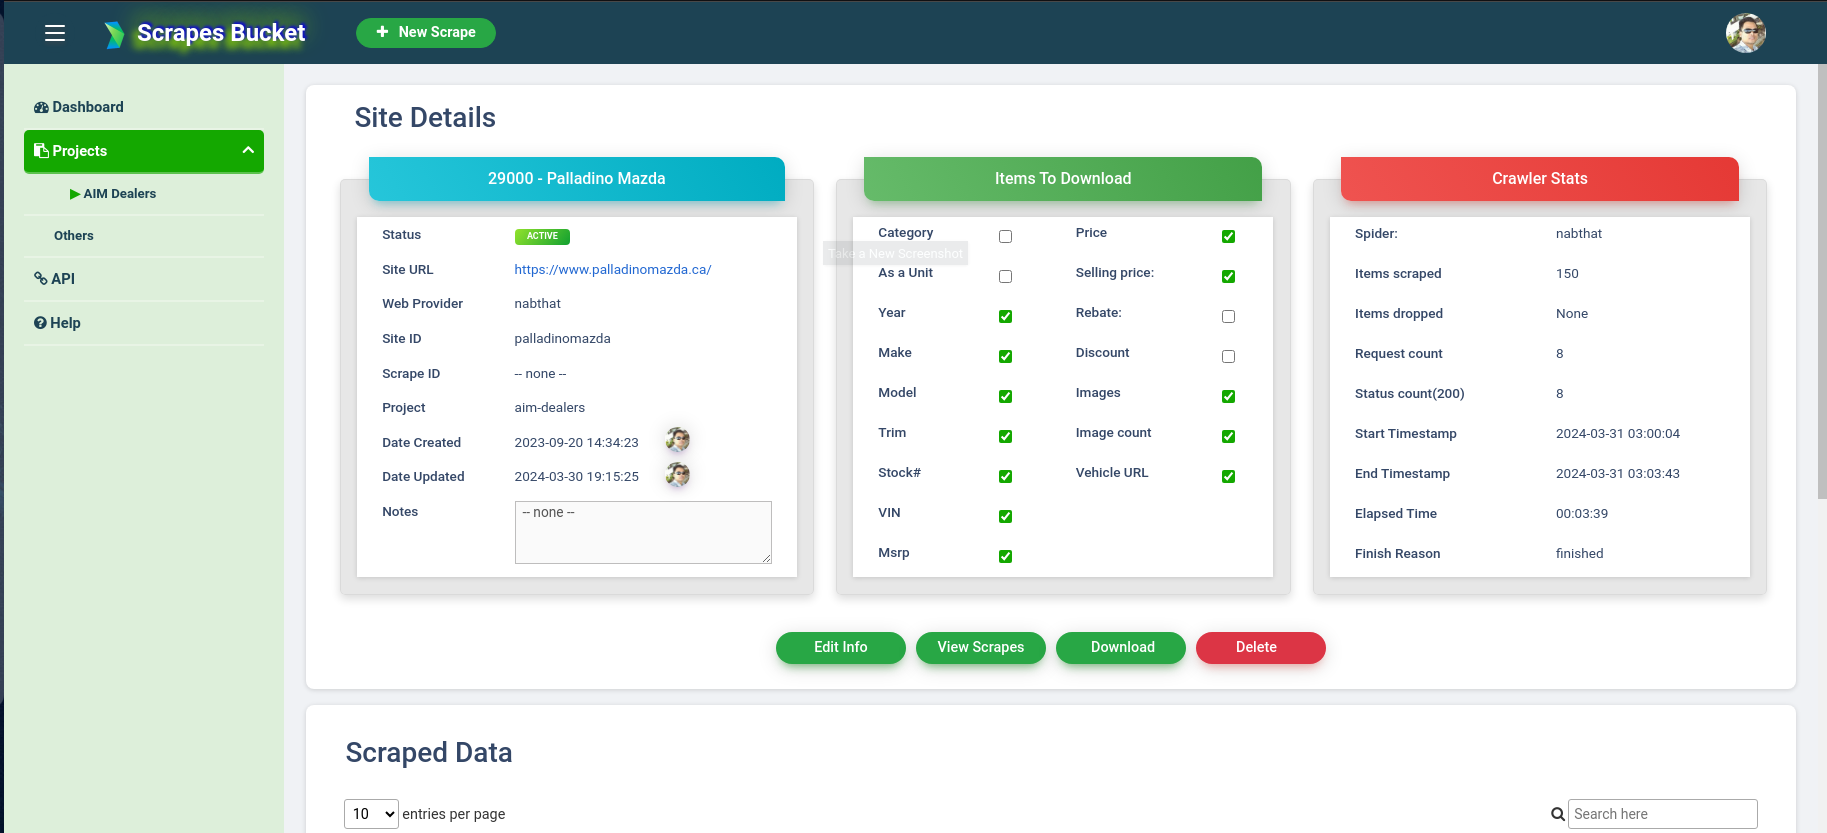 Scrapes Bucket
+ New Scrape
Dashboard
Projects
AIM Dealers
Others
API
Help
Site Details
29000 - Palladino Mazda
Status ACTIVE
Site URL https://www.palladinomazda.ca/
Web Provider nabthat
Site ID palladinomazda
Scrape ID -- none --
Project aim-dealers
Date Created 2023-09-20 14:34:23
Date Updated 2024-03-30 19:15:25
Notes -- none --
Items To Download
Category Price
Take a New Screenshot
As a Unit Selling price:
Year Rebate:
Make Discount
Model Images
Trim Image count
Stock# Vehicle URL
VIN
Msrp
Crawler Stats
Spider: nabthat
Items scraped 150
Items dropped None
Request count 8
Status count(200) 8
Start Timestamp 2024-03-31 03:00:04
End Timestamp 2024-03-31 03:03:43
Elapsed Time 00:03:39
Finish Reason finished
Edit Info View Scrapes Download Delete
Scraped Data
10 entries per page Search here